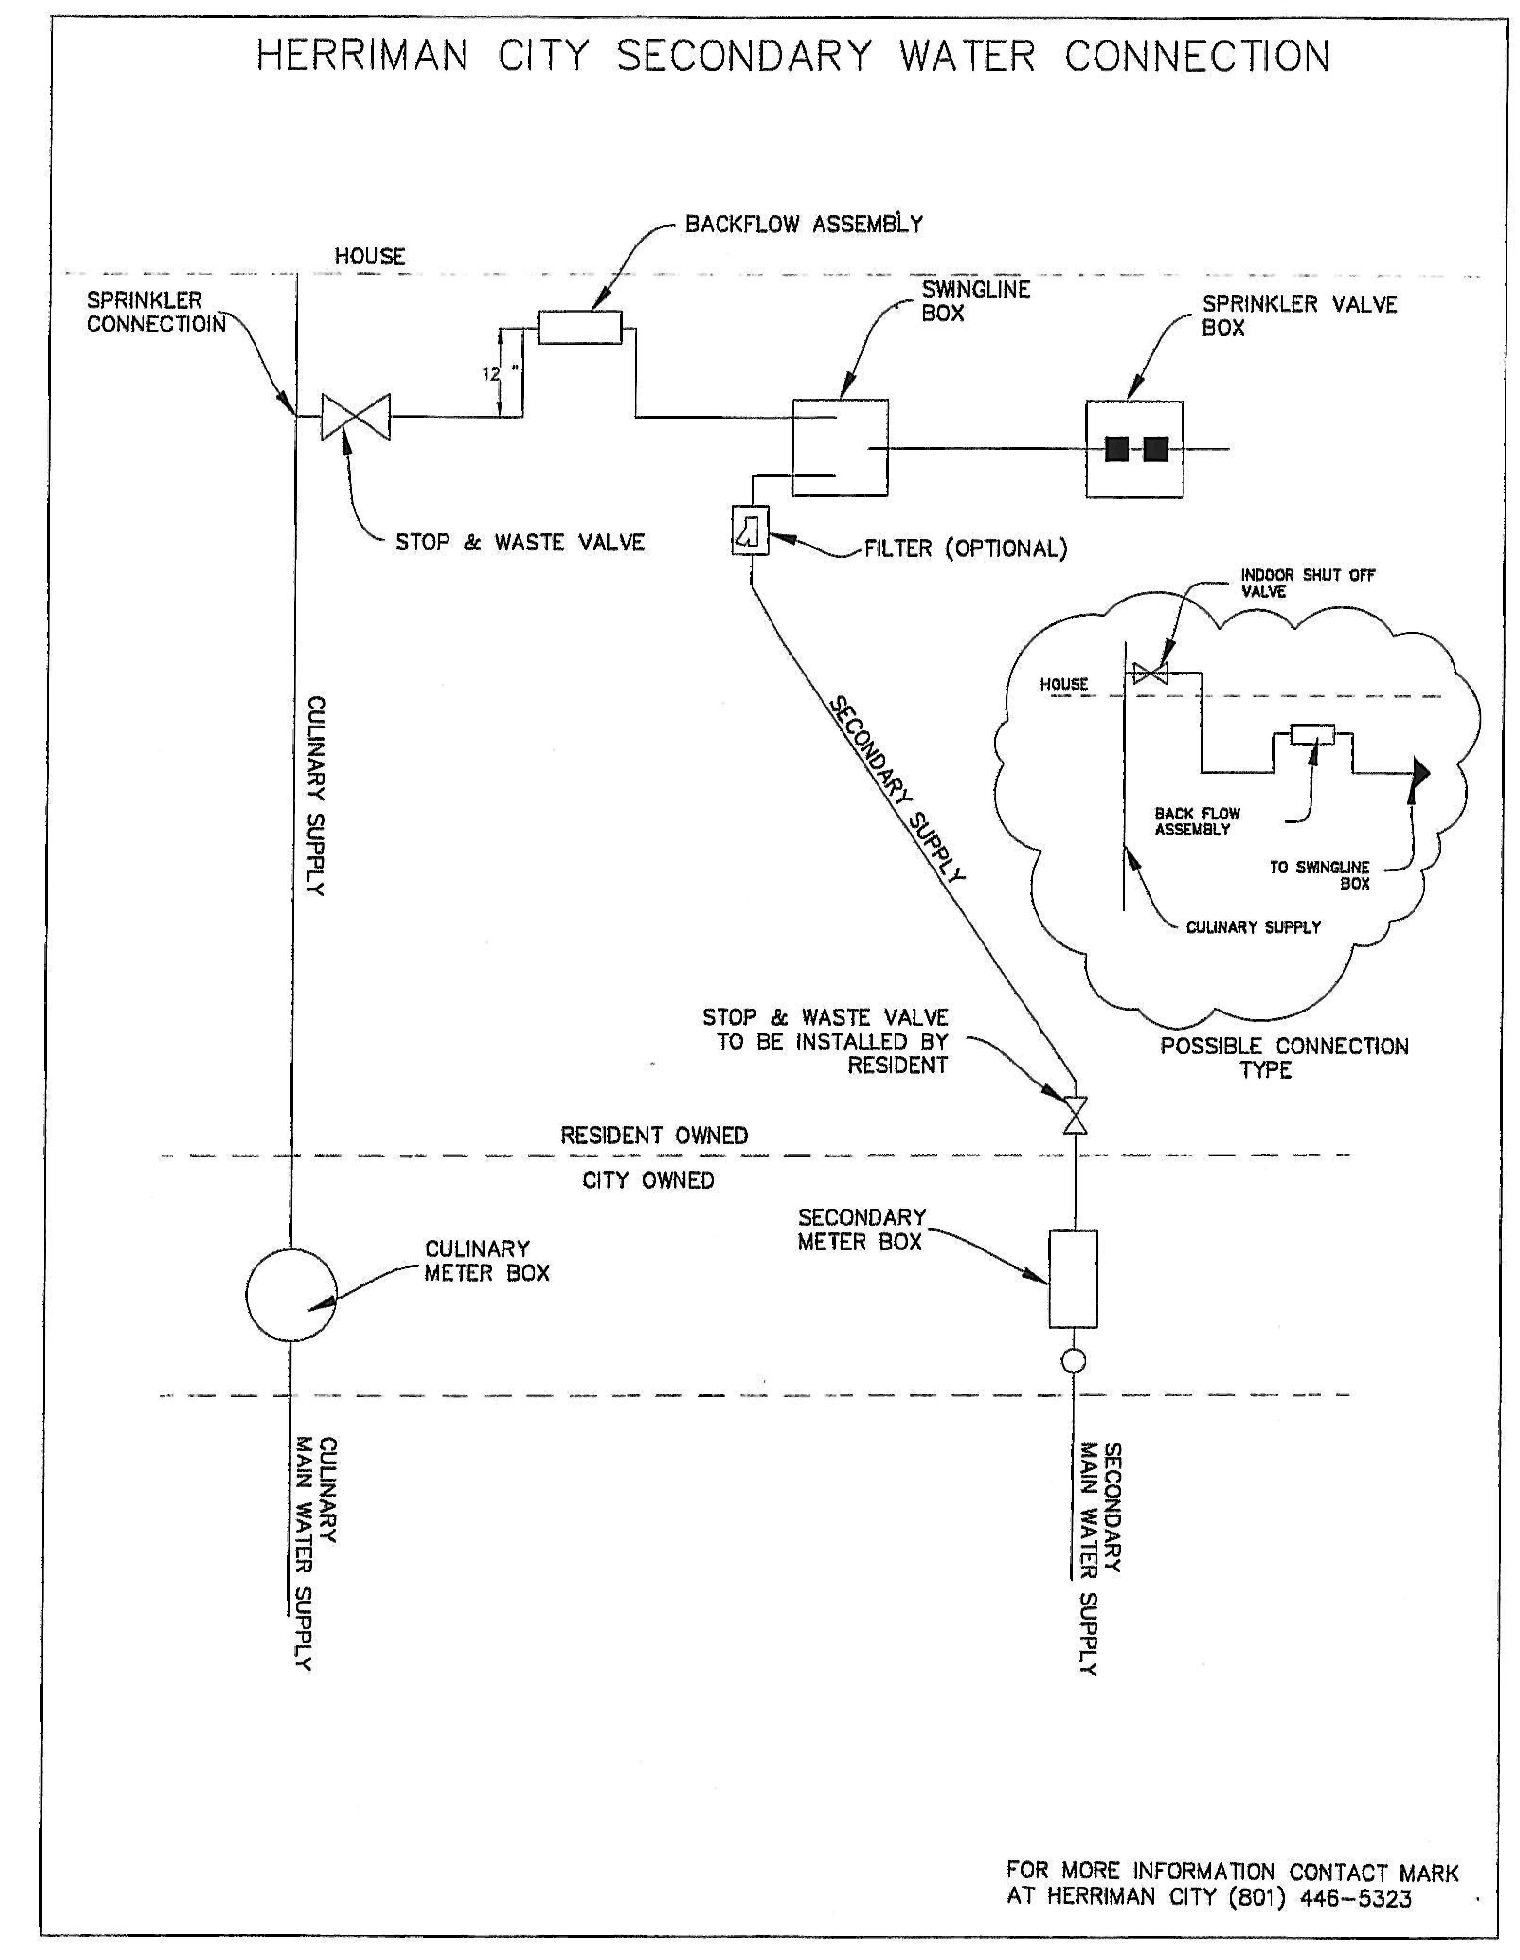 HERRIMAN CITY SECONDARY WATER CONNECTION
BACKFLOW ASSEMBLY
HOUSE
SPRINKLER
CONNECTIOIN
SWINGLINE
BOX
SPRINKLER VALVE
BOX
12 "
STOP & WASTE VALVE
FILTER (OPTIONAL)
INDOOR SHUT OFF
VALVE
HOUSE
BACK FLOW
ASSEMBLY
TO SWINGLINE
BOX
CULINARY SUPPLY
POSSIBLE CONNECTION
TYPE
CULINARY SUPPLY
SECONDARY SUPPLY
STOP & WASTE VALVE
TO BE INSTALLED BY
RESIDENT
RESIDENT OWNED
CITY OWNED
SECONDARY
METER BOX
CULINARY
METER BOX
CULINARY
MAIN WATER SUPPLY
SECONDARY
MAIN WATER SUPPLY
FOR MORE INFORMATION CONTACT MARK
AT HERRIMAN CITY (801) 446-5323